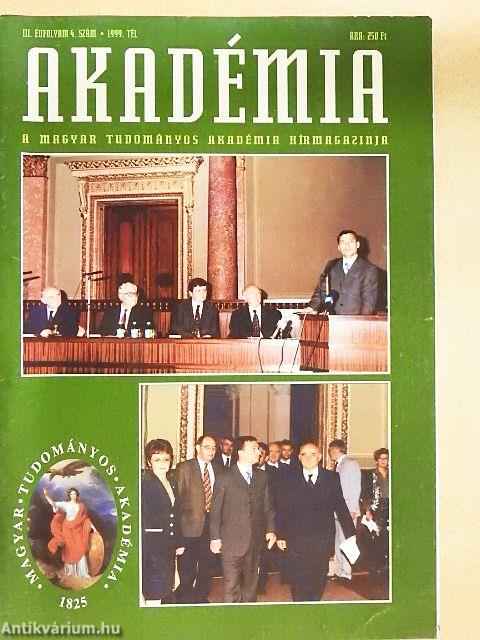 III. ÉVFOLYAM 4. SZÁM • 1999. TÉL
ÁRA: 250 Ft
AKADÉMIA
A MAGYAR TUDOMÁNYOS AKADÉMIA HÍRMAGAZINJA
• MAGYAR • TUDOMÁNYOS • AKADÉMIA •
1825
Antikvárium.hu